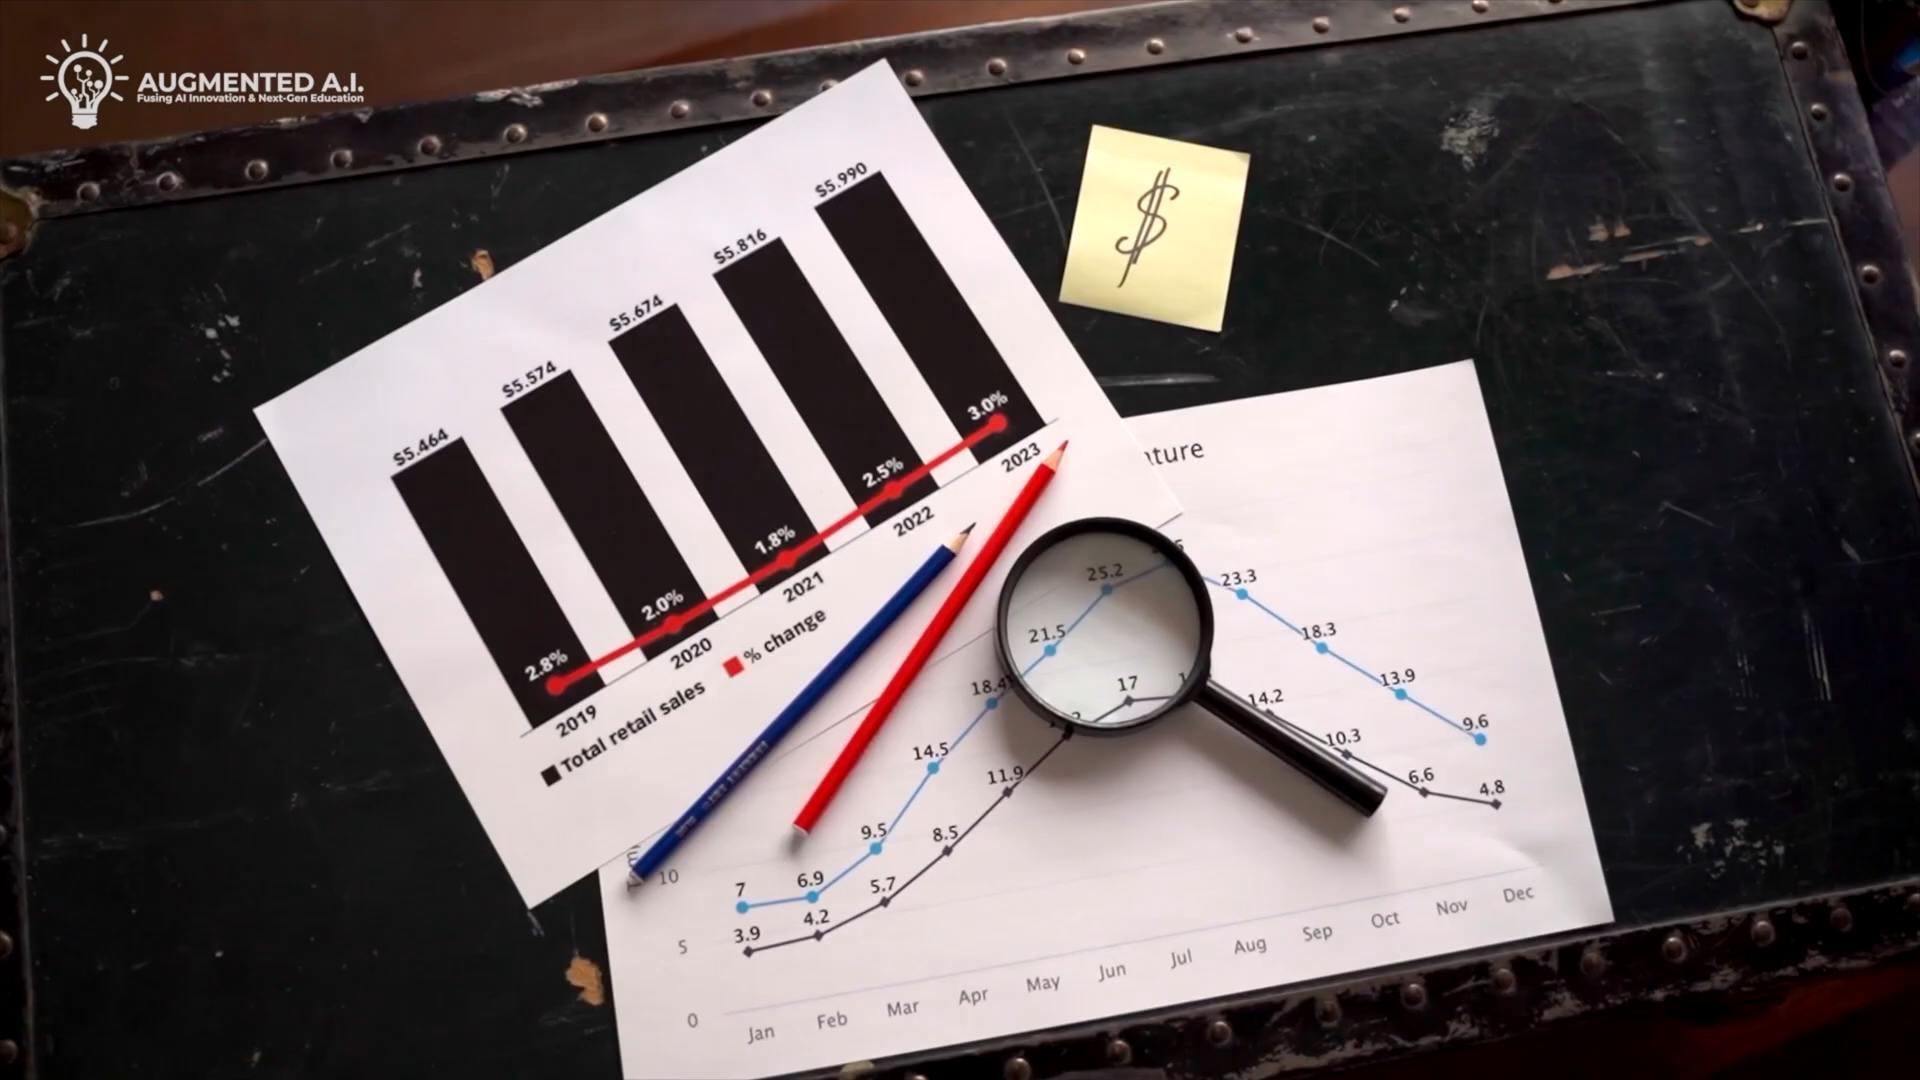 AUGMENTED A.I.
Fusing AI Innovation & Next-Gen Education
$5.464
$5.574
$5.674
$5.816
$5.990
2.8%
2.0%
1.8%
2.5%
3.0%
2019
2020
2021
2022
2023
Total retail sales
% change
$
10
5
0
7
6.9
9.5
14.5
18.4
21.5
25.2
23.3
18.3
13.9
9.6
3.9
4.2
5.7
8.5
11.9
17
14.2
10.3
6.6
4.8
Jan
Feb
Mar
Apr
May
Jun
Jul
Aug
Sep
Oct
Nov
Dec